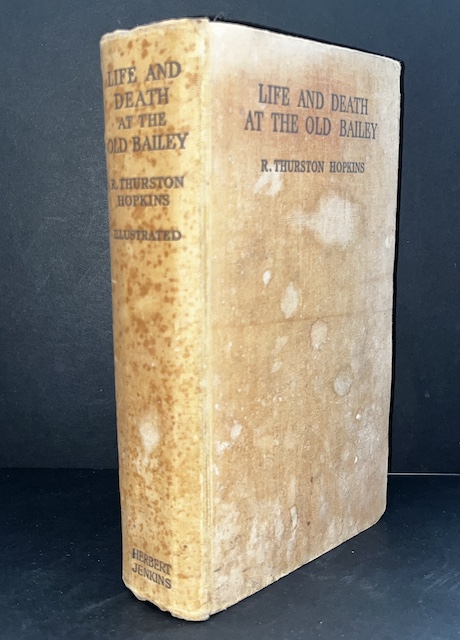 LIFE AND
DEATH
AT THE
OLD BAILEY
R. THURSTON
HOPKINS
ILLUSTRATED
HERBERT
JENKINS
LIFE AND DEATH
AT THE OLD BAILEY
R. THURSTON HOPKINS